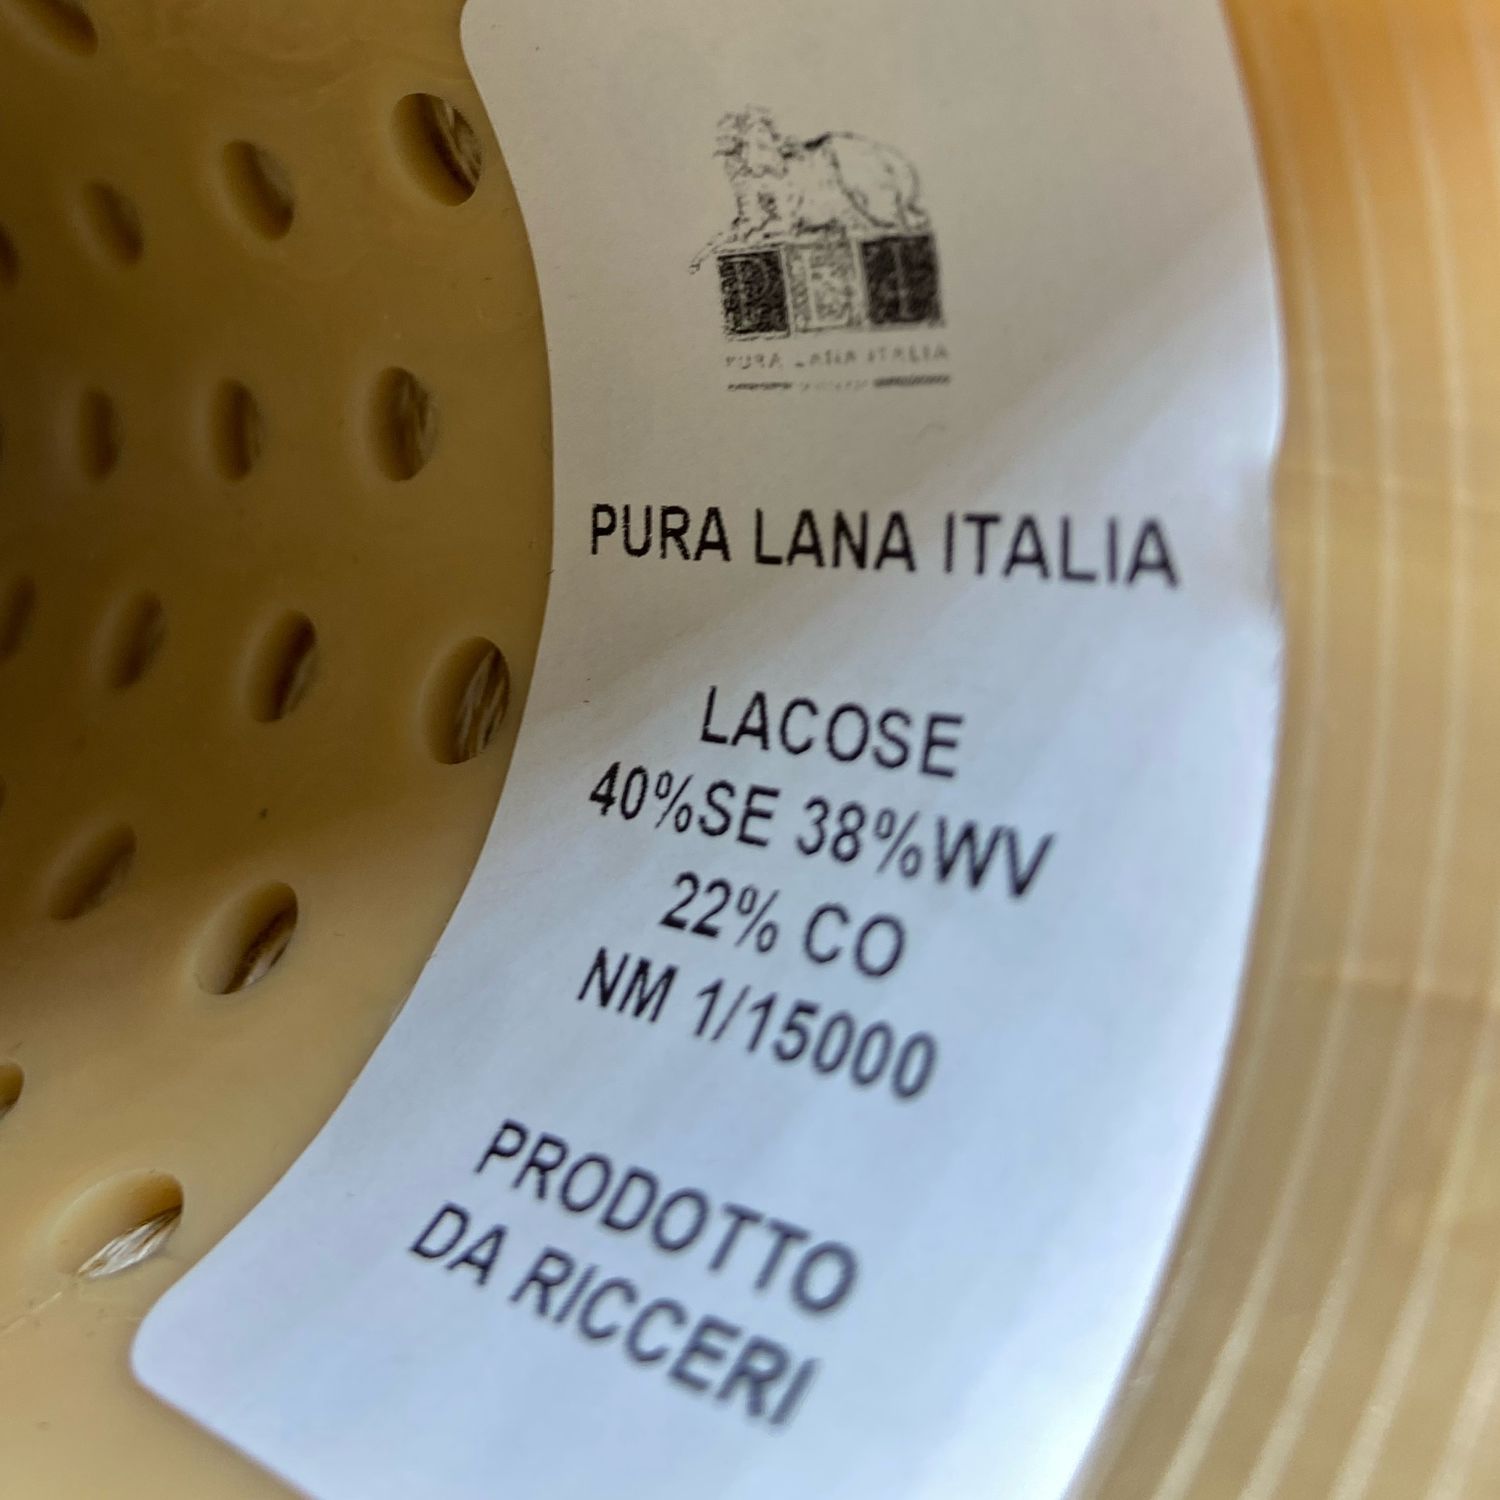 PURA LANA ITALIA
PURA LANA ITALIA
LACOSE
40%SE 38%WV
22% CO
NM 1/15000
PRODOTTO
DA RICCERI